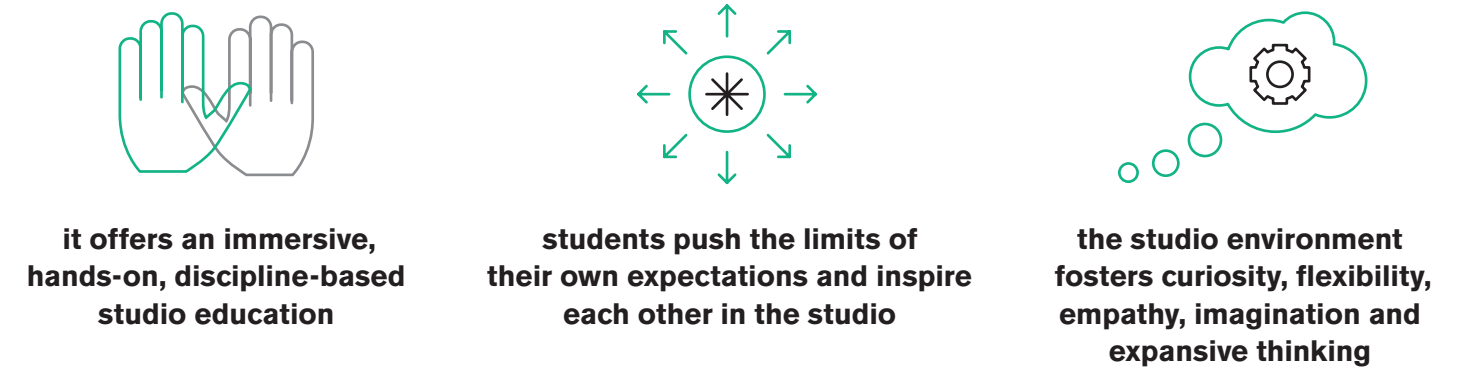 it offers an immersive,
hands-on, discipline-based
studio education
students push the limits of
their own expectations and inspire
each other in the studio
the studio environment
fosters curiosity, flexibility,
empathy, imagination and
expansive thinking